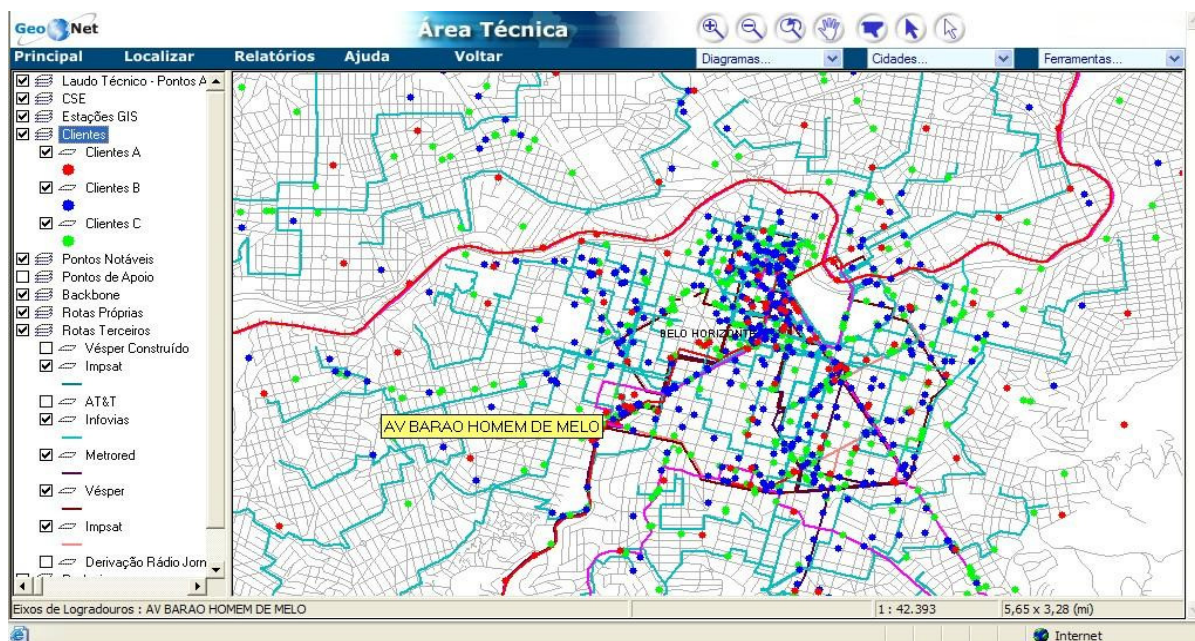 GeoNet
Área Técnica
Principal Localizar Relatórios Ajuda Voltar
Diagramas... Cidades... Ferramentas...
Laudo Técnico - Pontos A
CSE
Estações GIS
Clientes
Clientes A
Clientes B
Clientes C
Pontos Notáveis
Pontos de Apoio
Backbone
Rotas Próprias
Rotas Terceiros
Vésper Construído
Impsat
AT&T
Infovias
Metrored
Vésper
Impsat
Derivação Rádio Jorn
BELO HORIZONTE
AV BARAO HOMEM DE MELO
Eixos de Logradouros : AV BARAO HOMEM DE MELO
1 : 42.393
5,65 x 3,28 (mi)
Internet